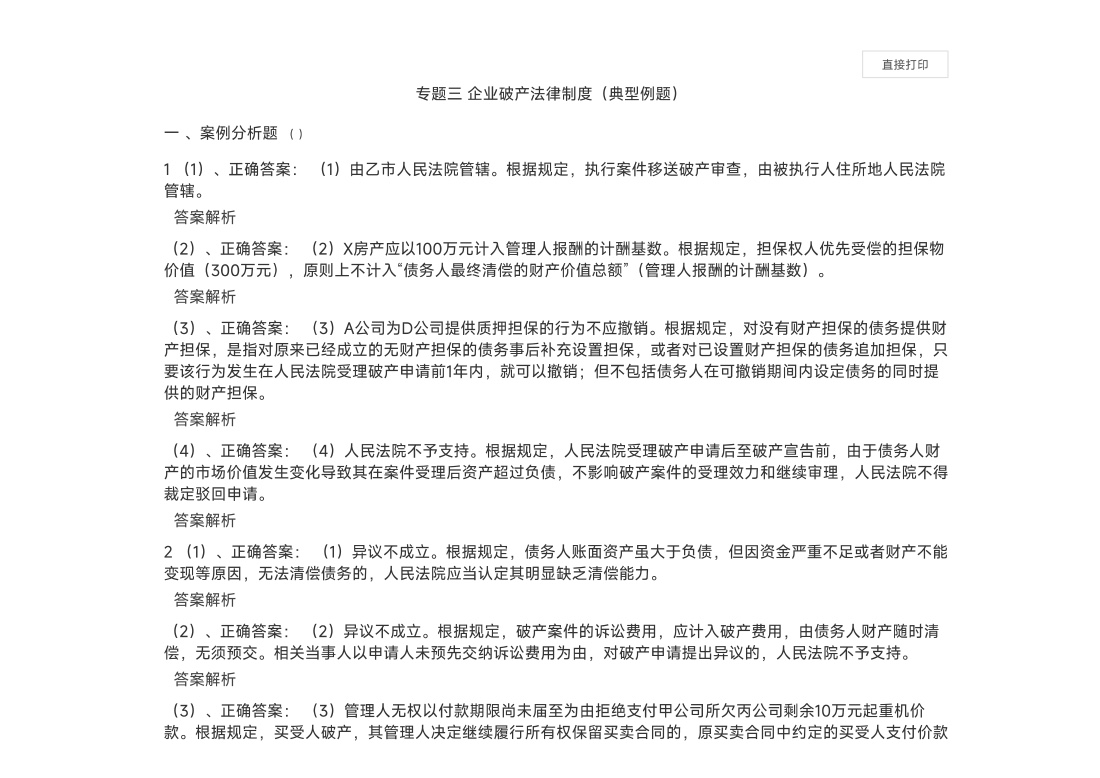 直接打印
专题三 企业破产法律制度（典型例题）
一 、案例分析题 （ ）
1 （1）、正确答案： （1）由乙市人民法院管辖。根据规定，执行案件移送破产审查，由被执行人住所地人民法院
管辖。
答案解析
（2）、正确答案： （2）X房产应以100万元计入管理人报酬的计酬基数。根据规定，担保权人优先受偿的担保物
价值（300万元），原则上不计入“债务人最终清偿的财产价值总额”（管理人报酬的计酬基数）。
答案解析
（3）、正确答案： （3）A公司为D公司提供质押担保的行为不应撤销。根据规定，对没有财产担保的债务提供财
产担保，是指对原来已经成立的无财产担保的债务事后补充设置担保，或者对已设置财产担保的债务追加担保，只
要该行为发生在人民法院受理破产申请前1年内，就可以撤销；但不包括债务人在可撤销期间内设定债务的同时提
供的财产担保。
答案解析
（4）、正确答案： （4）人民法院不予支持。根据规定，人民法院受理破产申请后至破产宣告前，由于债务人财
产的市场价值发生变化导致其在案件受理后资产超过负债，不影响破产案件的受理效力和继续审理，人民法院不得
裁定驳回申请。
答案解析
2 （1）、正确答案： （1）异议不成立。根据规定，债务人账面资产虽大于负债，但因资金严重不足或者财产不能
变现等原因，无法清偿债务的，人民法院应当认定其明显缺乏清偿能力。
答案解析
（2）、正确答案： （2）异议不成立。根据规定，破产案件的诉讼费用，应计入破产费用，由债务人财产随时清
偿，无须预交。相关当事人以申请人未预先交纳诉讼费用为由，对破产申请提出异议的，人民法院不予支持。
答案解析
（3）、正确答案： （3）管理人无权以付款期限尚未届至为由拒绝支付甲公司所欠丙公司剩余10万元起重机价
款。根据规定，买受人破产，其管理人决定继续履行所有权保留买卖合同的，原买卖合同中约定的买受人支付价款